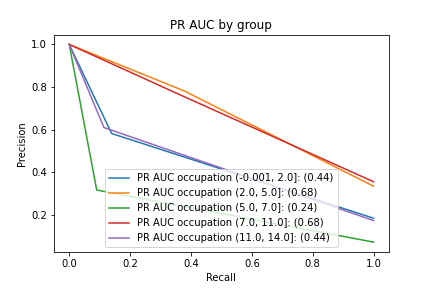 PR AUC by group
1.0
0.8
0.6
0.4
0.2
Precision
PR AUC occupation (-0.001, 2.0]: (0.44)
PR AUC occupation (2.0, 5.0]: (0.68)
PR AUC occupation (5.0, 7.0]: (0.24)
PR AUC occupation (7.0, 11.0]: (0.68)
PR AUC occupation (11.0, 14.0]: (0.44)
0.0 0.2 0.4 0.6 0.8 1.0
Recall